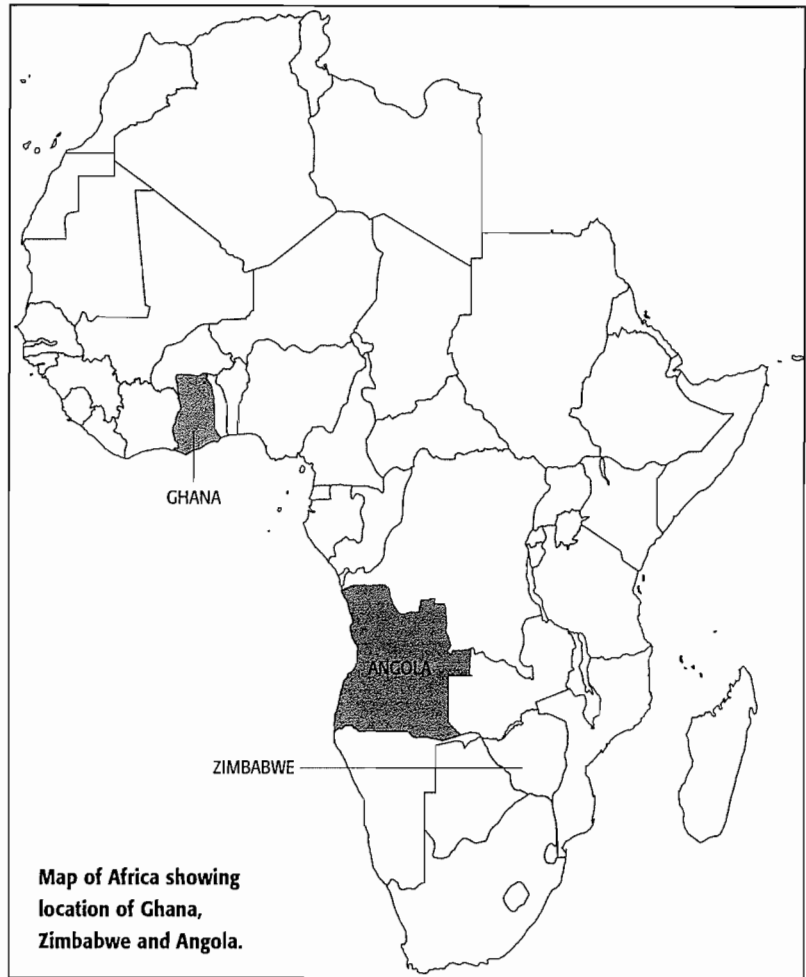 GHANA
ANGOLA
ZIMBABWE
Map of Africa showing
location of Ghana,
Zimbabwe and Angola.